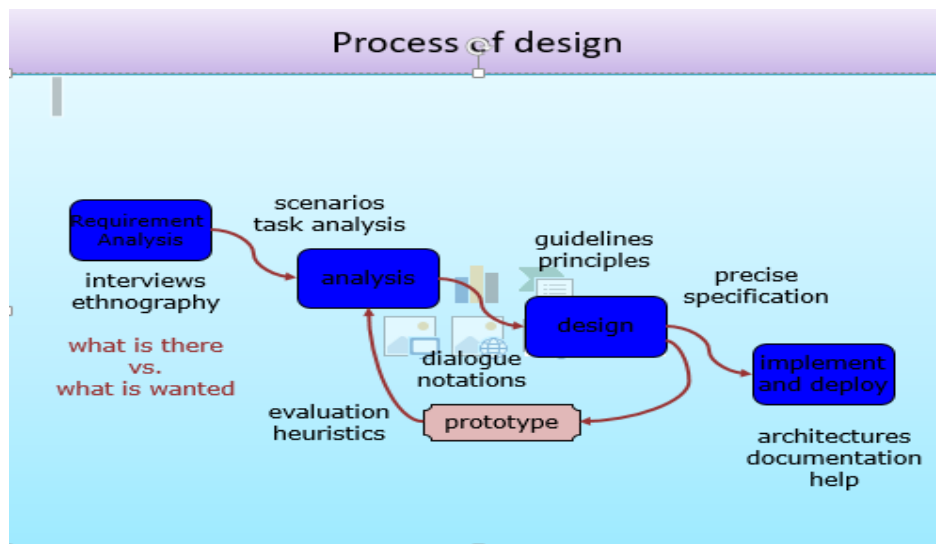 Process of design
Requirement
Analysis
interviews
ethnography
what is there
vs.
what is wanted
scenarios
task analysis
analysis
guidelines
principles
design
dialogue
notations
precise
specification
implement
and deploy
architectures
documentation
help
evaluation
heuristics
prototype